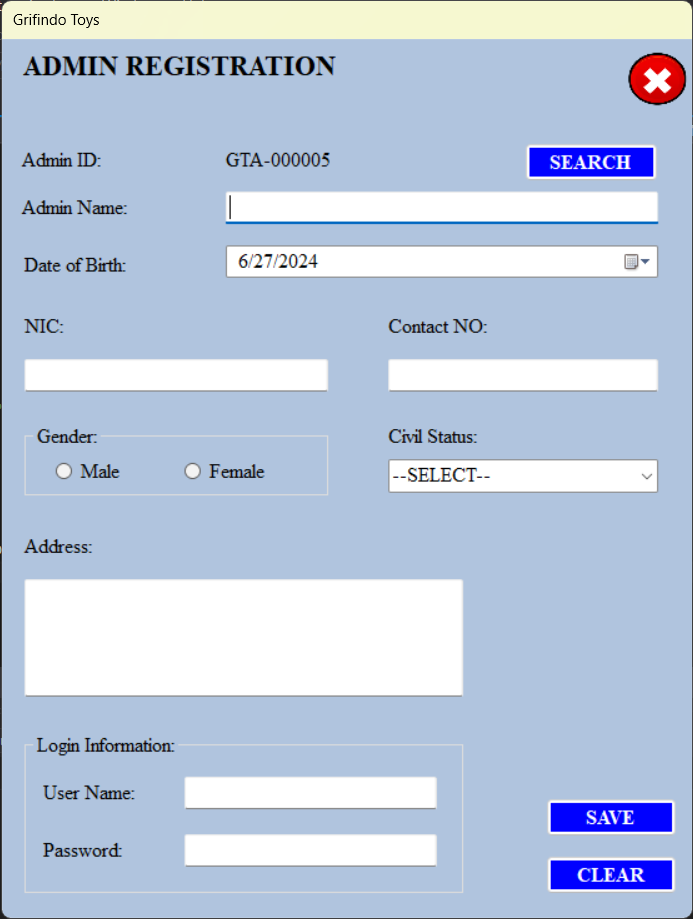 Grifindo Toys
ADMIN REGISTRATION
Admin ID: GTA-000005 SEARCH
Admin Name:
Date of Birth: 6/27/2024
NIC: Contact NO:
Gender: Civil Status:
Male Female --SELECT--
Address:
Login Information:
User Name:
SAVE
Password:
CLEAR